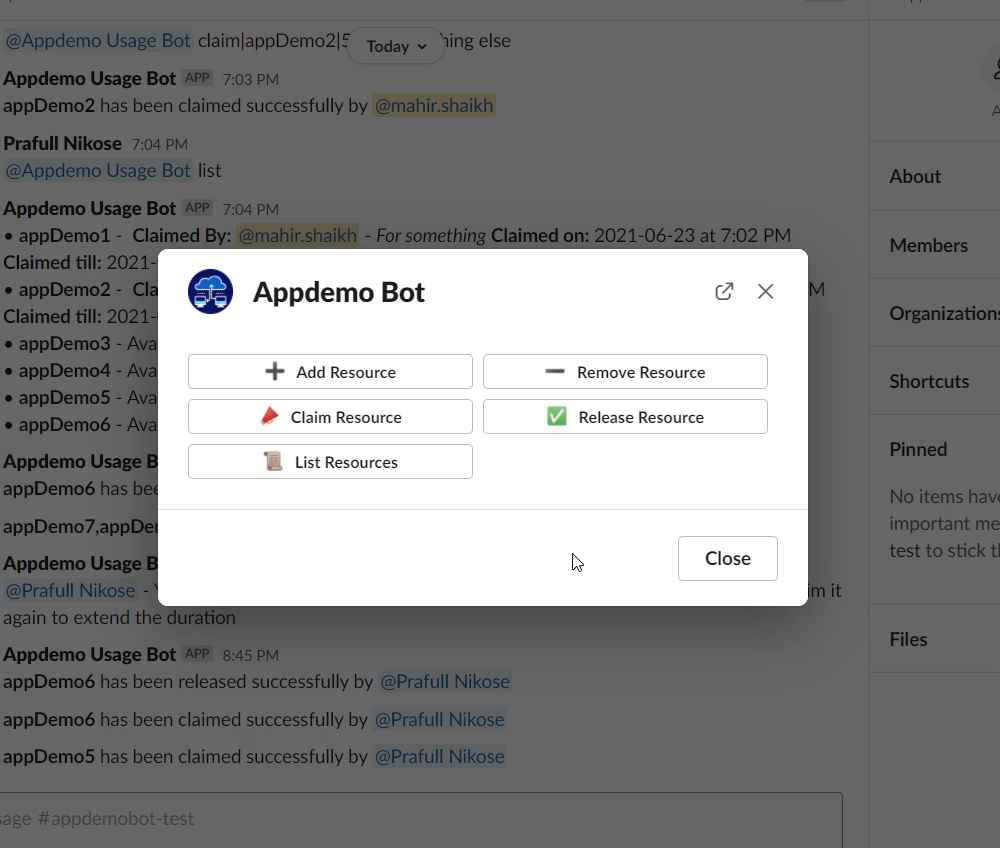 @Appdemo Usage Bot claim|appDemo2|5
hing else
Today
Appdemo Usage Bot APP 7:03 PM
appDemo2 has been claimed successfully by @mahir.shaikh
Prafull Nikose 7:04 PM
@Appdemo Usage Bot list
Appdemo Usage Bot APP 7:04 PM
• appDemo1 - Claimed By: @mahir.shaikh - For something Claimed on: 2021-06-23 at 7:02 PM
Claimed till: 2021-
• appDemo2 - Cla
M
Claimed till: 2021-
• appDemo3 - Ava
• appDemo4 - Ava
• appDemo5 - Ava
• appDemo6 - Ava
Appdemo Usage B
appDemo6 has bee
appDemo7,appDe
Appdemo Usage B
@Prafull Nikose -
im it
again to extend the duration
Appdemo Usage Bot APP 8:45 PM
appDemo6 has been released successfully by @Prafull Nikose
appDemo6 has been claimed successfully by @Prafull Nikose
appDemo5 has been claimed successfully by @Prafull Nikose
sage #appdemobot-test
Appdemo Bot
Add Resource
Remove Resource
Claim Resource
Release Resource
List Resources
Close
About
Members
Organizations
Shortcuts
Pinned
No items have
important me
test to stick th
Files